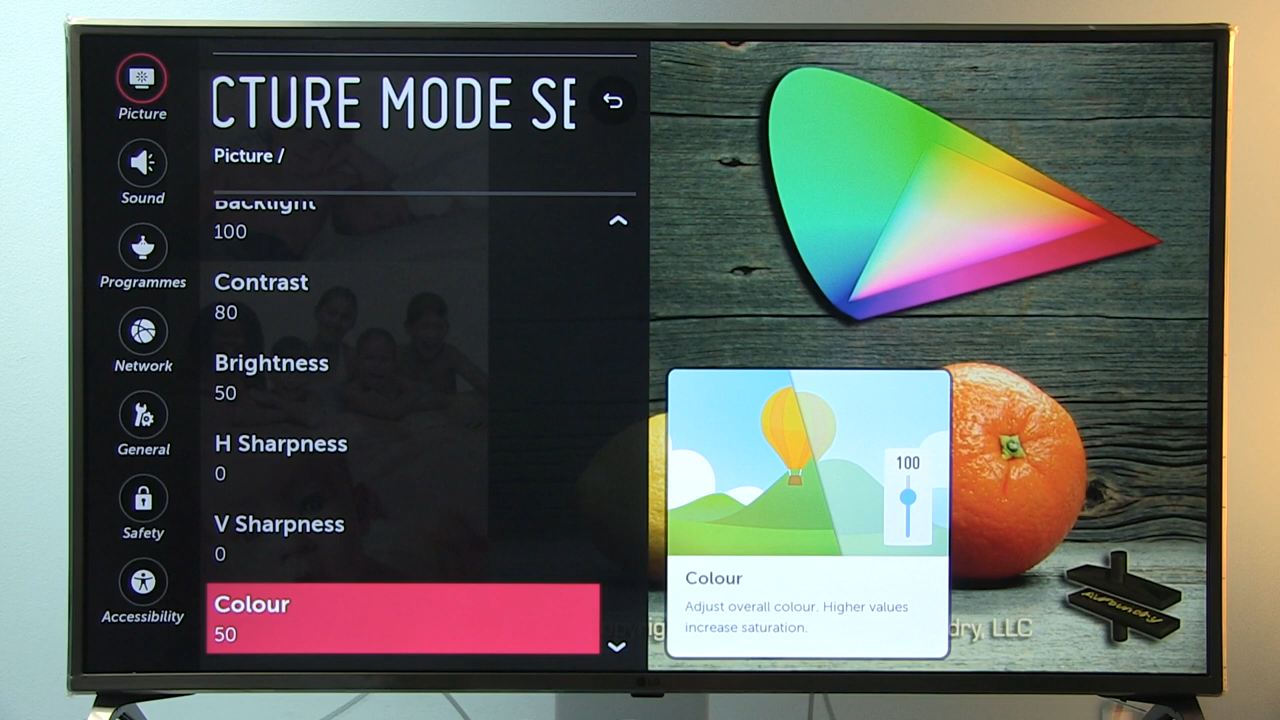 Picture
Sound
Programmes
Network
General
Safety
Accessibility
CTURE MODE SE
Picture /
Backlight
100
Contrast
80
Brightness
50
H Sharpness
0
V Sharpness
0
Colour
50
100
Colour
Adjust overall colour. Higher values
increase saturation.
dry, LLC
LG